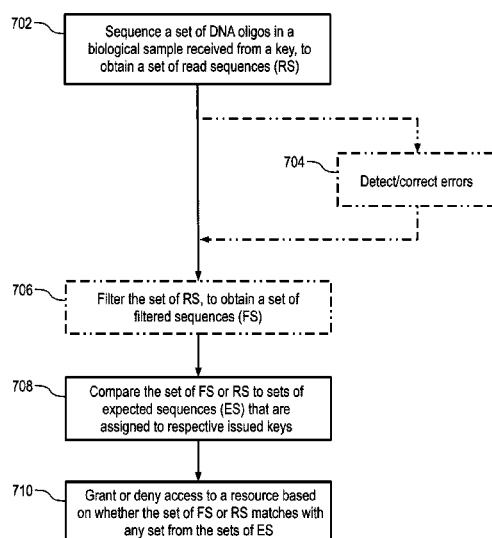 702
Sequence a set of DNA oligos in a
biological sample received from a key, to
obtain a set of read sequences (RS)
704
Detect/correct errors
706
Filter the set of RS, to obtain a set of
filtered sequences (FS)
708
Compare the set of FS or RS to sets of
expected sequences (ES) that are
assigned to respective issued keys
710
Grant or deny access to a resource based
on whether the set of FS or RS matches with
any set from the sets of ES